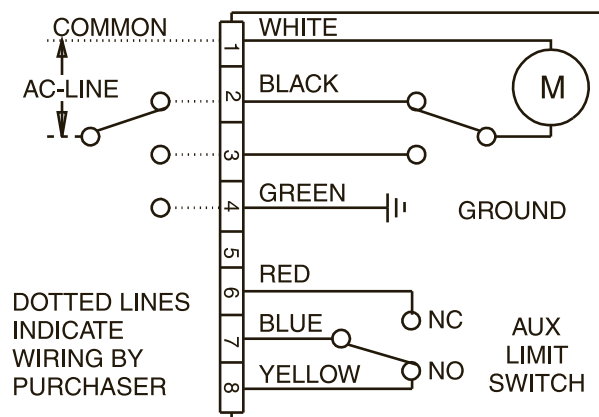 COMMON
1
WHITE
AC-LINE
2
BLACK
M
3
4
GREEN
GROUND
5
6
RED
NC
DOTTED LINES
INDICATE
WIRING BY
PURCHASER
7
BLUE
8
YELLOW
NO
AUX
LIMIT
SWITCH